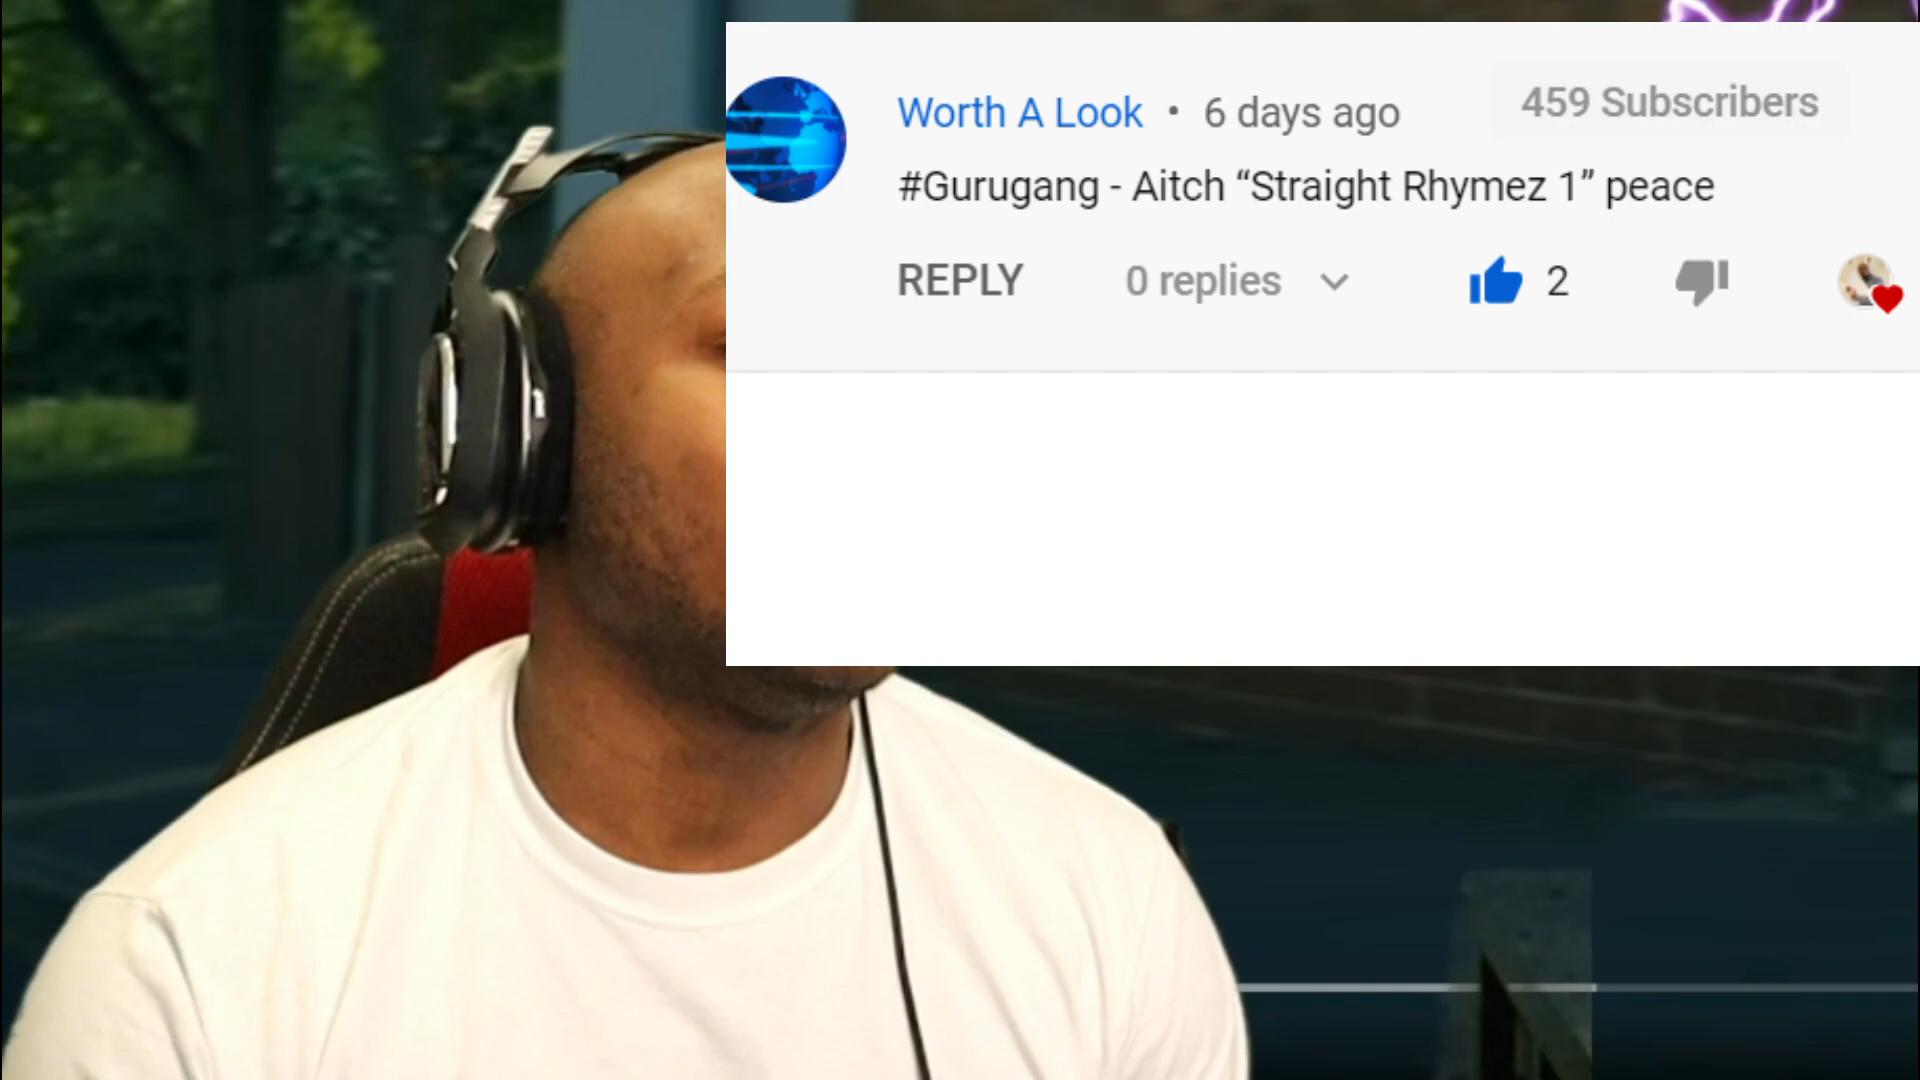 Worth A Look • 6 days ago 459 Subscribers
#Gurugang - Aitch “Straight Rhymez 1” peace
REPLY 0 replies 2